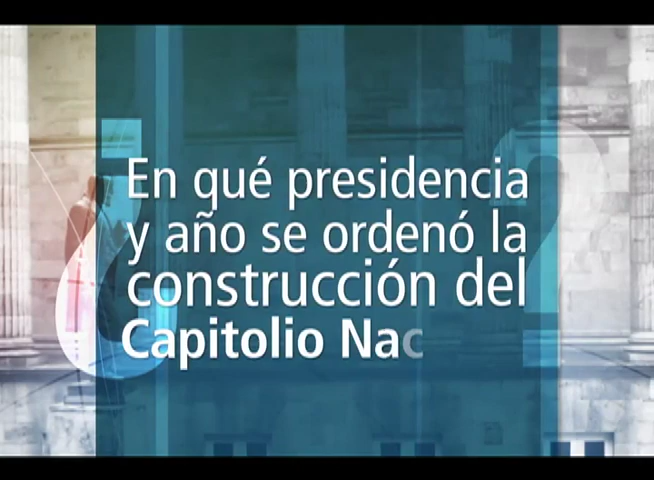 ¿
En qué presidencia
y año se ordenó la
construcción del
Capitolio Nac
?